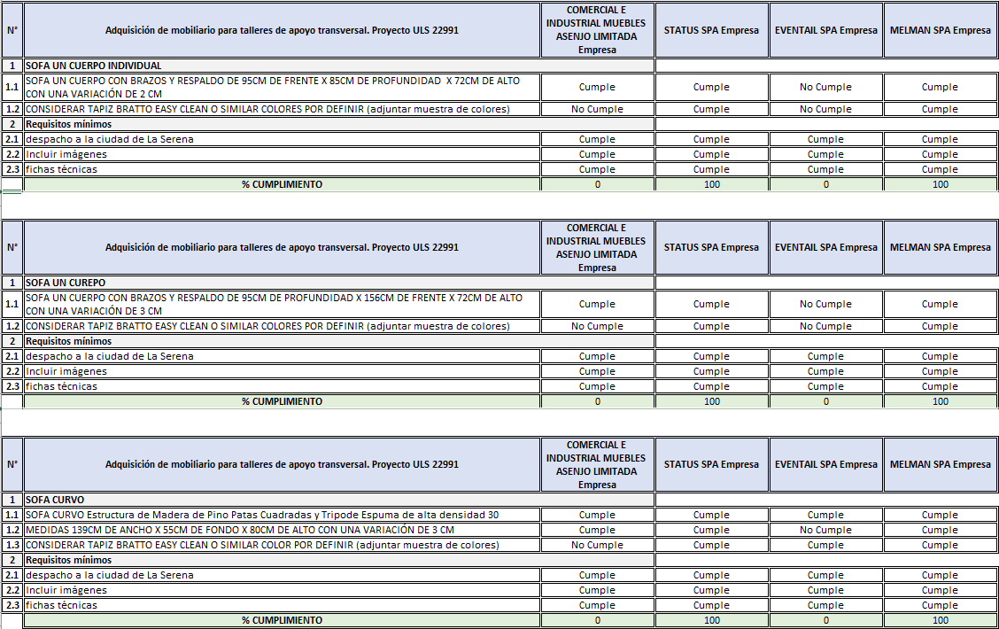 N° Adquisición de mobiliario para talleres de apoyo transversal. Proyecto ULS 22991 COMERCIAL E INDUSTRIAL MUEBLES ASENJO LIMITADA Empresa STATUS SPA Empresa EVENTAIL SPA Empresa MELMAN SPA Empresa
1 SOFA UN CUERPO INDIVIDUAL
1.1 SOFA UN CUERPO CON BRAZOS Y RESPALDO DE 95CM DE FRENTE X 85CM DE PROFUNDIDAD X 72CM DE ALTO CON UNA VARIACIÓN DE 2 CM Cumple Cumple No Cumple Cumple
1.2 CONSIDERAR TAPIZ BRATTO EASY CLEAN O SIMILAR COLORES POR DEFINIR (adjuntar muestra de colores) No Cumple Cumple No Cumple Cumple
2 Requisitos mínimos
2.1 despacho a la ciudad de La Serena Cumple Cumple Cumple Cumple
2.2 Incluir imágenes Cumple Cumple Cumple Cumple
2.3 fichas técnicas Cumple Cumple Cumple Cumple
% CUMPLIMIENTO 0 100 0 100
N° Adquisición de mobiliario para talleres de apoyo transversal. Proyecto ULS 22991 COMERCIAL E INDUSTRIAL MUEBLES ASENJO LIMITADA Empresa STATUS SPA Empresa EVENTAIL SPA Empresa MELMAN SPA Empresa
1 SOFA UN CUREPO
1.1 SOFA UN CUERPO CON BRAZOS Y RESPALDO DE 95CM DE PROFUNDIDAD X 156CM DE FRENTE X 72CM DE ALTO CON UNA VARIACIÓN DE 3 CM Cumple Cumple No Cumple Cumple
1.2 CONSIDERAR TAPIZ BRATTO EASY CLEAN O SIMILAR COLORES POR DEFINIR (adjuntar muestra de colores) No Cumple Cumple No Cumple Cumple
2 Requisitos mínimos
2.1 despacho a la ciudad de La Serena Cumple Cumple Cumple Cumple
2.2 Incluir imágenes Cumple Cumple Cumple Cumple
2.3 fichas técnicas Cumple Cumple Cumple Cumple
% CUMPLIMIENTO 0 100 0 100
N° Adquisición de mobiliario para talleres de apoyo transversal. Proyecto ULS 22991 COMERCIAL E INDUSTRIAL MUEBLES ASENJO LIMITADA Empresa STATUS SPA Empresa EVENTAIL SPA Empresa MELMAN SPA Empresa
1 SOFA CURVO
1.1 SOFA CURVO Estructura de Madera de Pino Patas Cuadradas y Tripode Espuma de alta densidad 30 Cumple Cumple Cumple Cumple
1.2 MEDIDAS 139CM DE ANCHO X 55CM DE FONDO X 80CM DE ALTO CON UNA VARIACIÓN DE 3 CM Cumple Cumple No Cumple Cumple
1.3 CONSIDERAR TAPIZ BRATTO EASY CLEAN O SIMILAR COLOR POR DEFINIR (adjuntar muestra de colores) No Cumple Cumple Cumple Cumple
2 Requisitos mínimos
2.1 despacho a la ciudad de La Serena Cumple Cumple Cumple Cumple
2.2 Incluir imágenes Cumple Cumple Cumple Cumple
2.3 fichas técnicas Cumple Cumple Cumple Cumple
% CUMPLIMIENTO 0 100 0 100